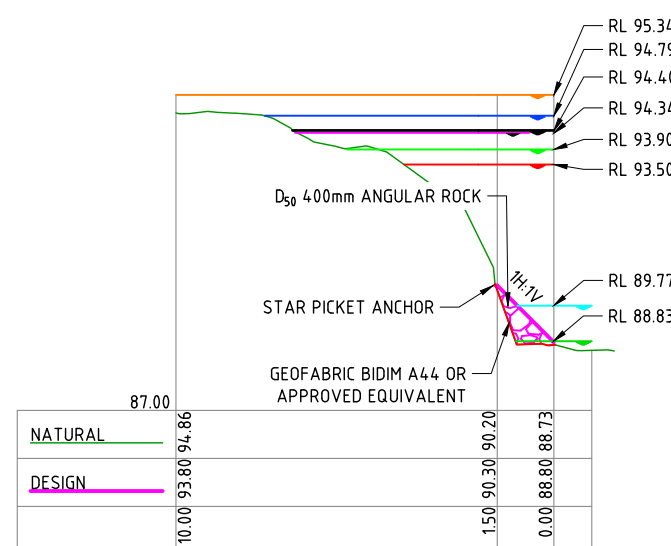 RL 95.34
RL 94.79
RL 94.40
RL 94.34
RL 93.90
RL 93.50
D₅₀ 400mm ANGULAR ROCK
1H:1V
RL 89.77
STAR PICKET ANCHOR
RL 88.83
GEOFABRIC BIDIM A44 OR
APPROVED EQUIVALENT
87.00
NATURAL 94.86 90.20 88.73
DESIGN 93.80 90.30 88.80
10.00 1.50 0.00